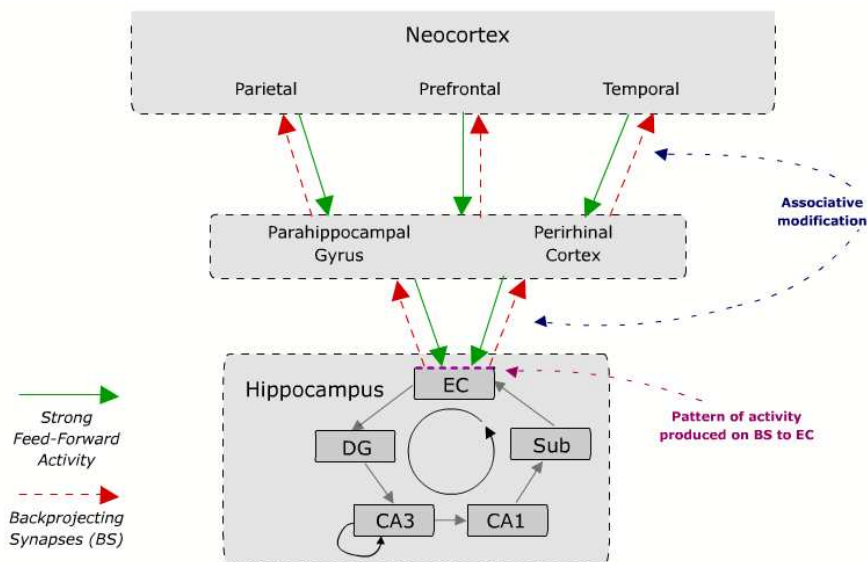 Neocortex
Parietal
Prefrontal
Temporal
Associative
modification
Parahippocampal
Gyrus
Perirhinal
Cortex
Hippocampus
EC
DG
Sub
CA3
CA1
Strong
Feed-Forward
Activity
Backprojecting
Synapses (BS)
Pattern of activity
produced on BS to EC